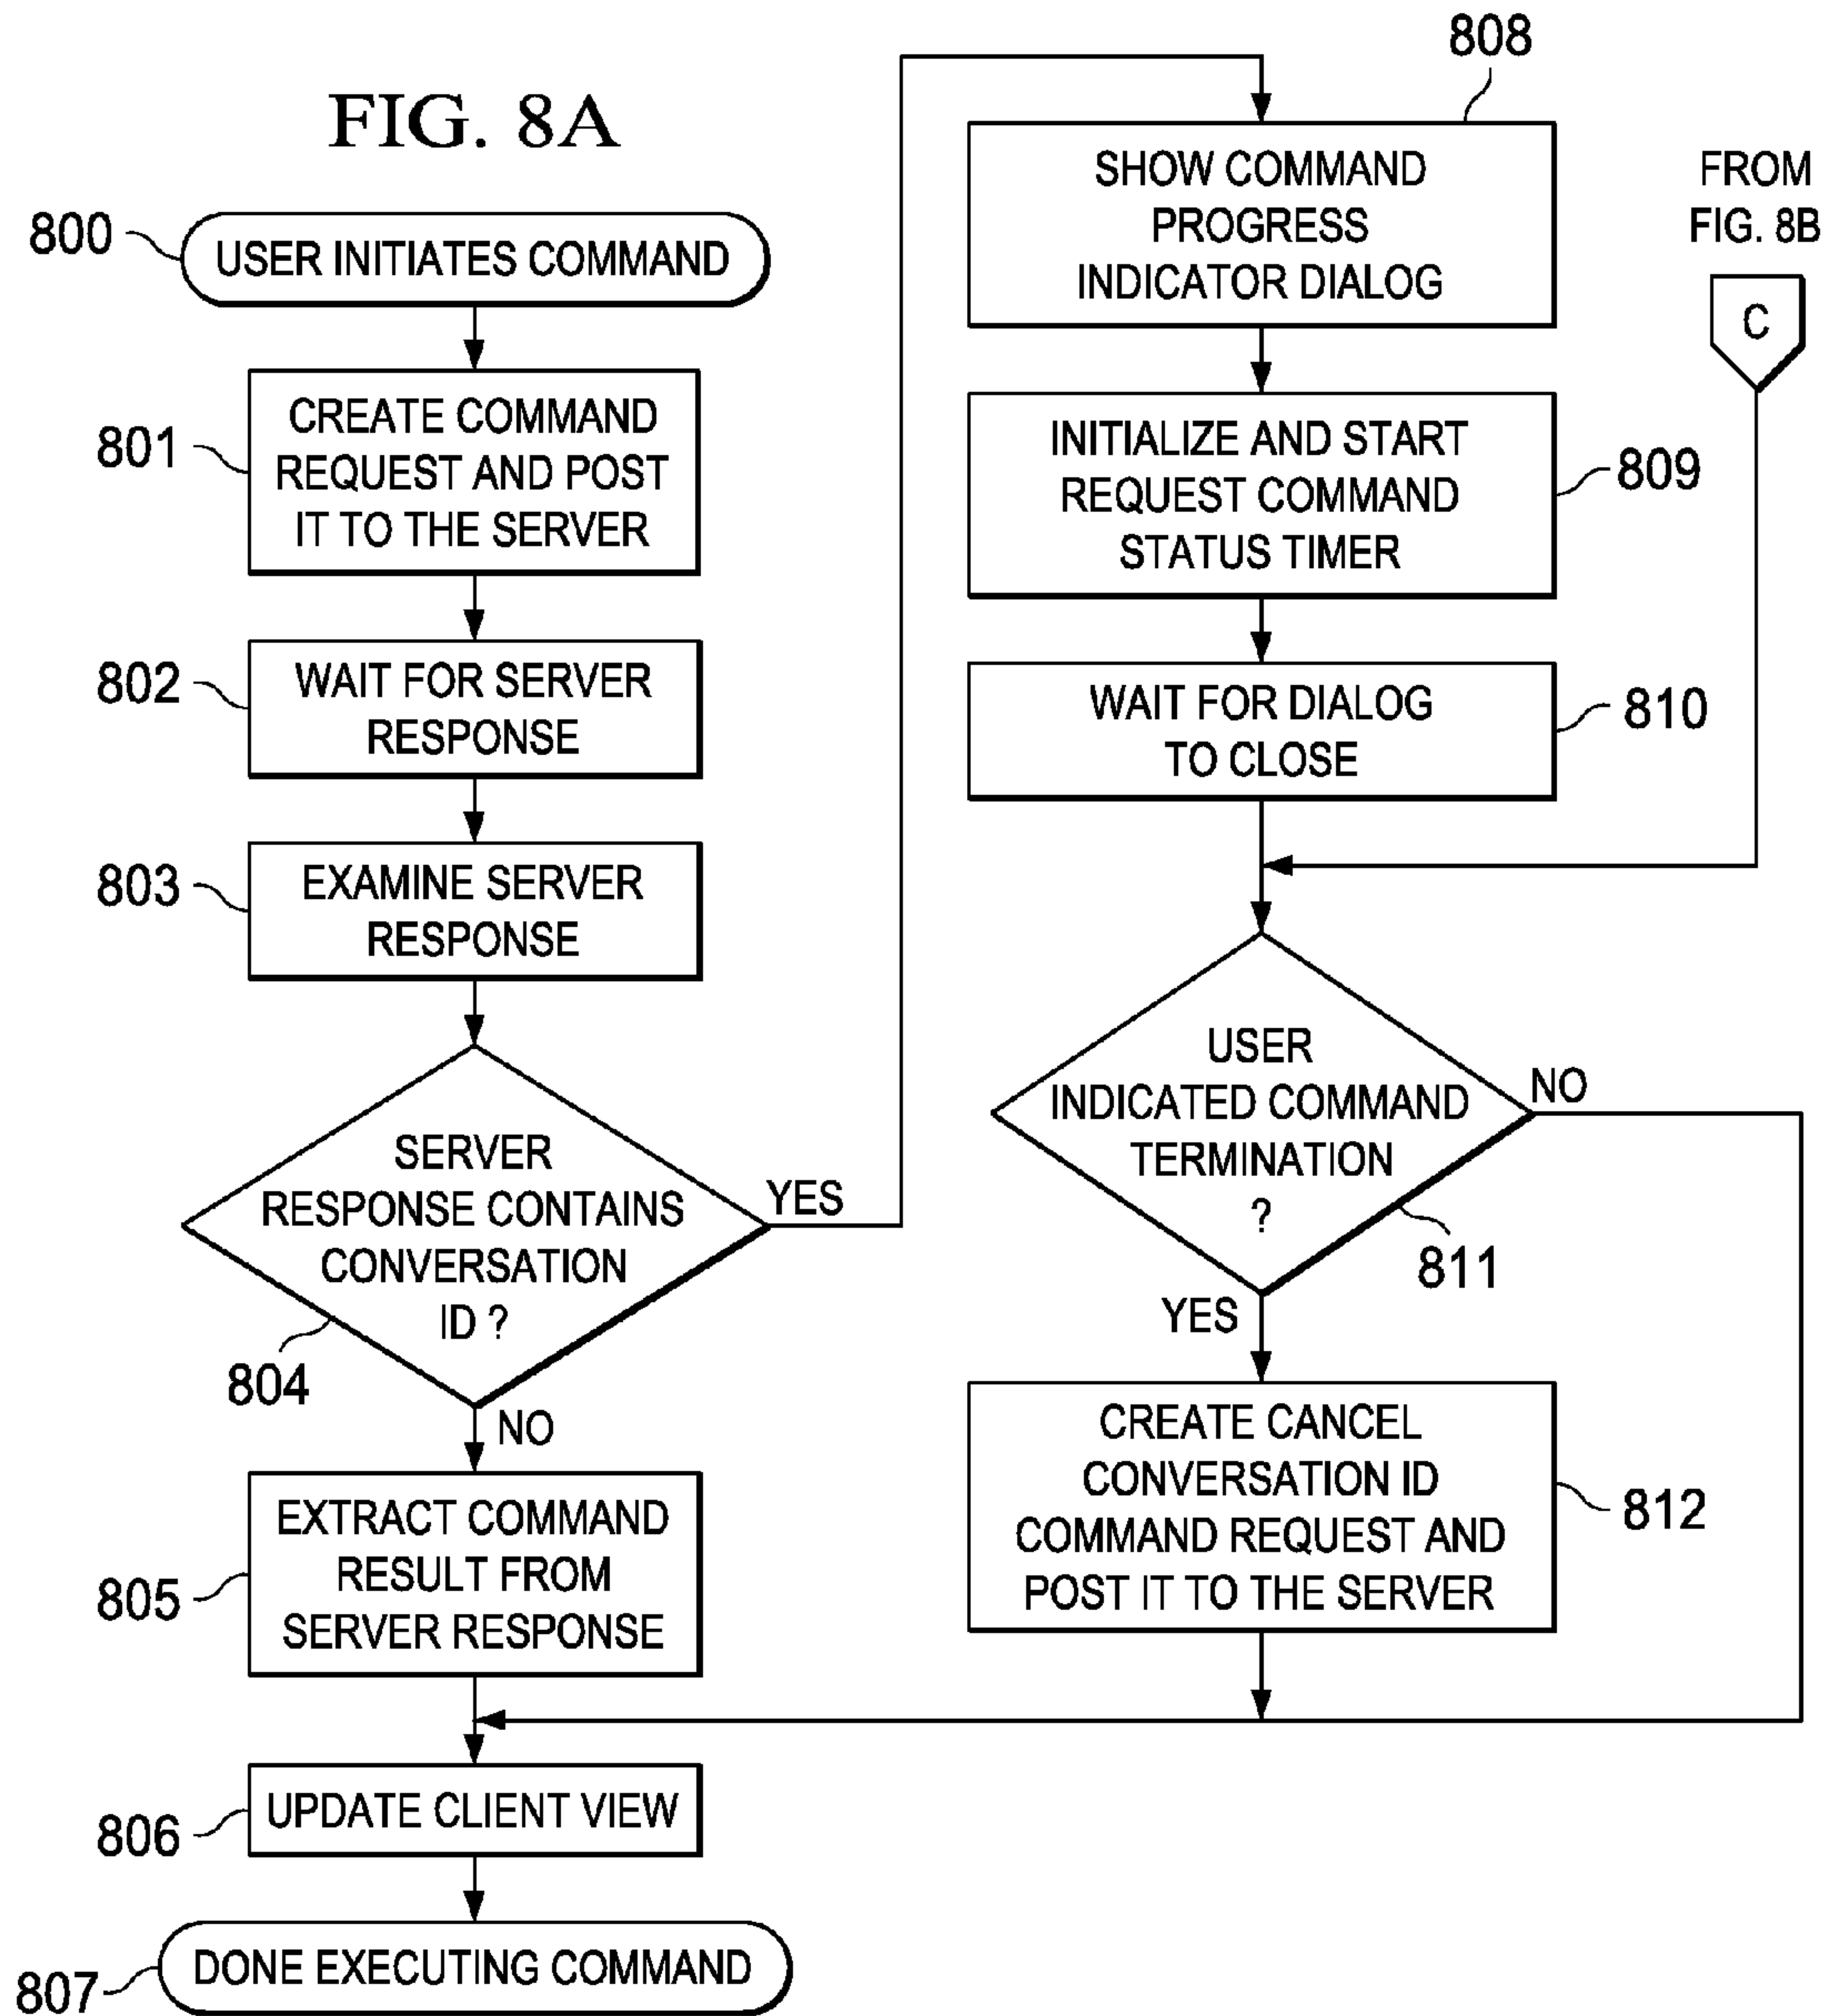 FIG. 8A
800
USER INITIATES COMMAND
801
CREATE COMMAND
REQUEST AND POST
IT TO THE SERVER
802
WAIT FOR SERVER
RESPONSE
803
EXAMINE SERVER
RESPONSE
SERVER
RESPONSE CONTAINS
CONVERSATION
ID ?
YES
804
NO
805
EXTRACT COMMAND
RESULT FROM
SERVER RESPONSE
806
UPDATE CLIENT VIEW
807
DONE EXECUTING COMMAND
808
SHOW COMMAND
PROGRESS
INDICATOR DIALOG
FROM
FIG. 8B
C
INITIALIZE AND START
REQUEST COMMAND
STATUS TIMER
809
WAIT FOR DIALOG
TO CLOSE
810
USER
INDICATED COMMAND
TERMINATION
?
NO
811
YES
CREATE CANCEL
CONVERSATION ID
COMMAND REQUEST AND
POST IT TO THE SERVER
812